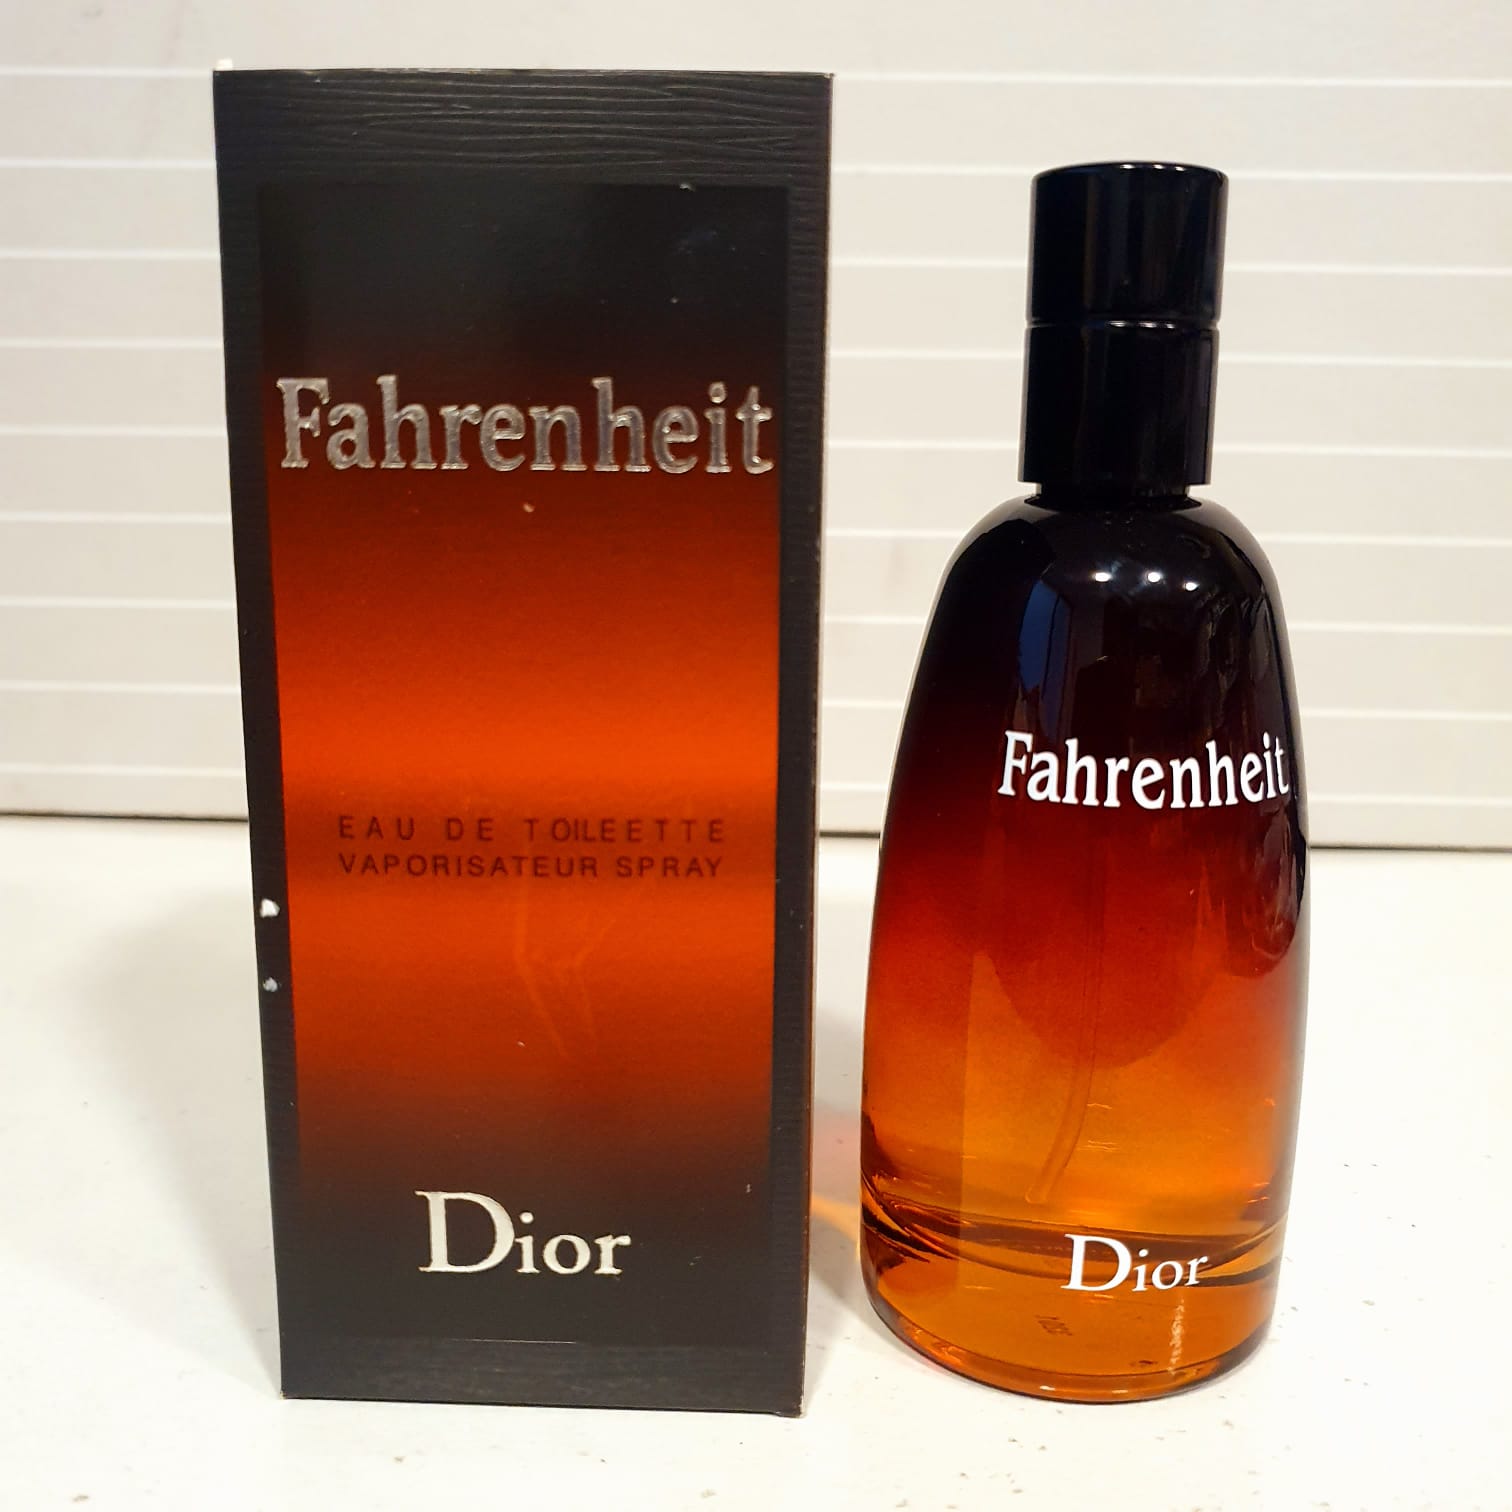 Fahrenheit
EAU DE TOILEETTE
VAPORISATEUR SPRAY
Dior
Fahrenheit
Dior